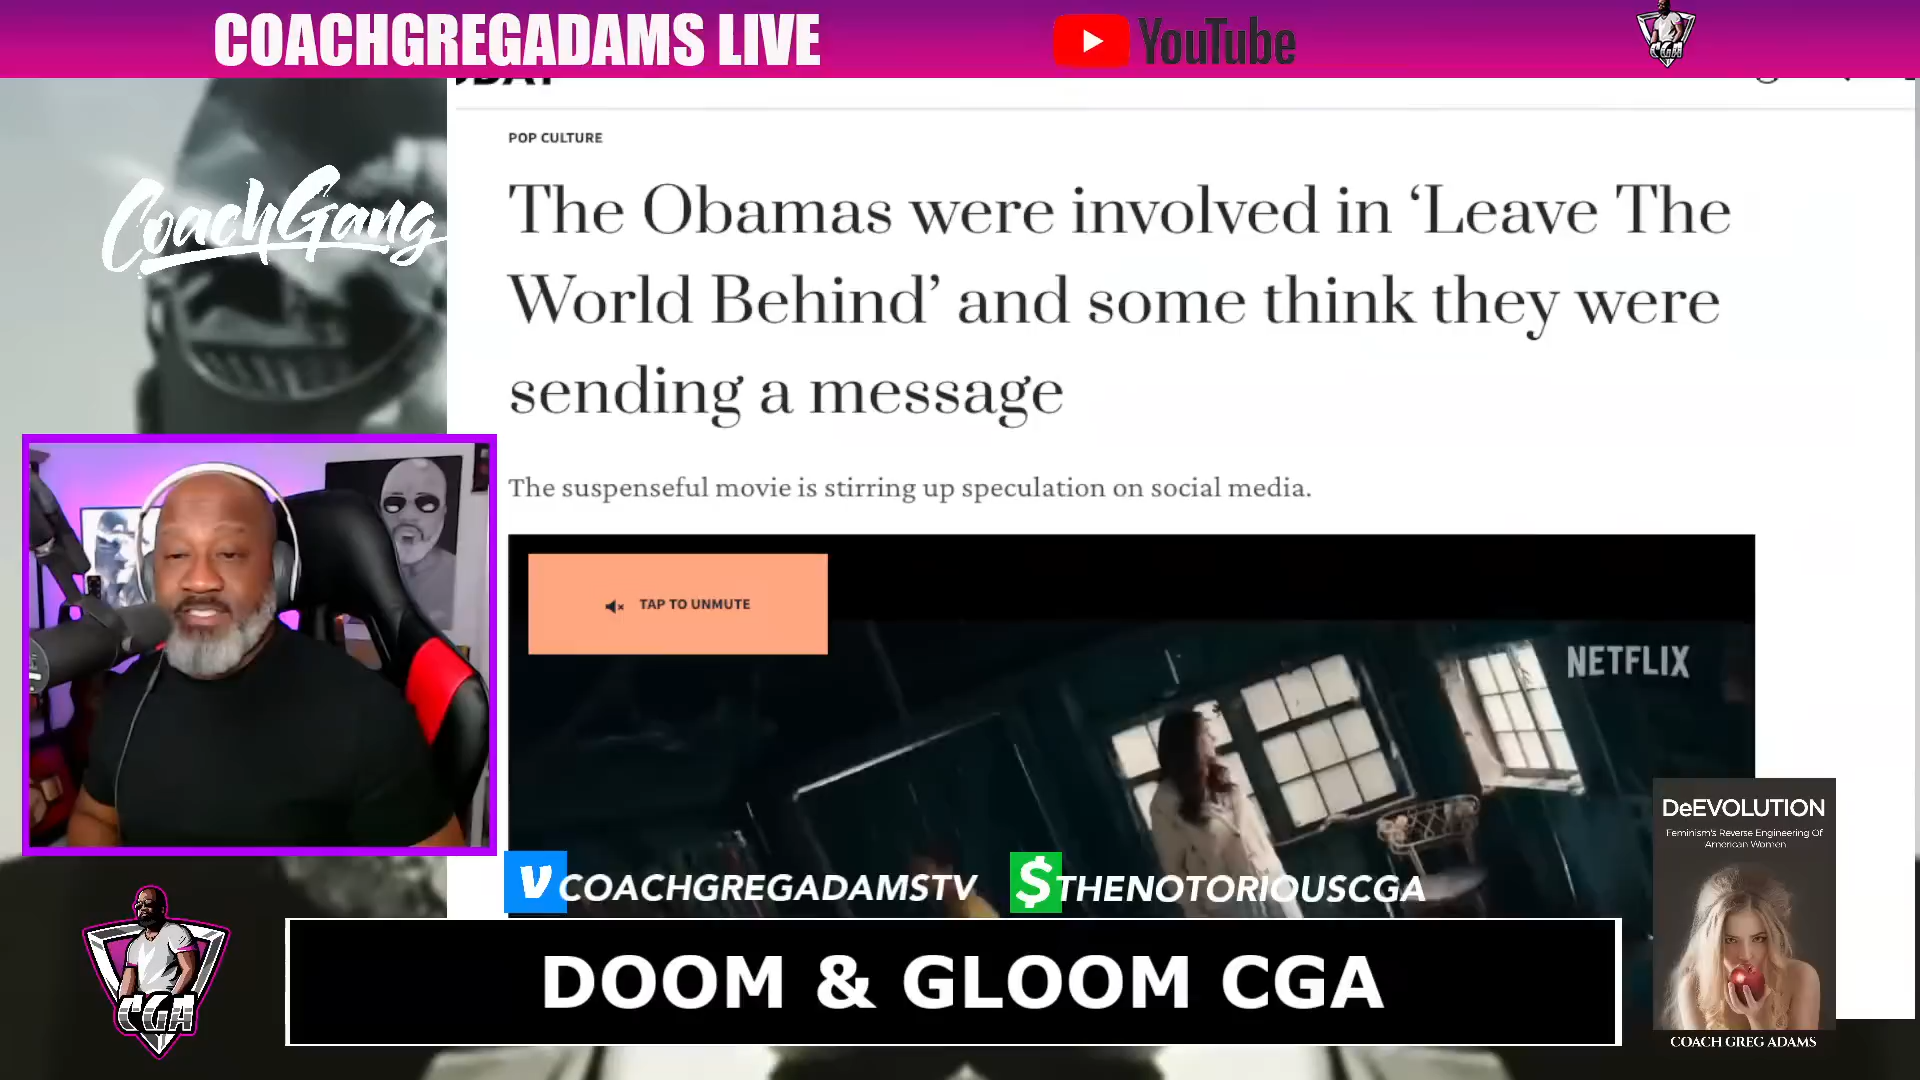 COACHGREGADAMS LIVE
YouTube
CGA
CoachGang
POP CULTURE
The Obamas were involved in ‘Leave The
World Behind’ and some think they were
sending a message
The suspenseful movie is stirring up speculation on social media.
TAP TO UNMUTE
NETFLIX
DeEVOLUTION
Feminism's Reverse Engineering Of
American Women
COACH GREG ADAMS
V COACHGREGADAMSTV
$ THENOTORIOUSCGA
CGA
DOOM & GLOOM CGA